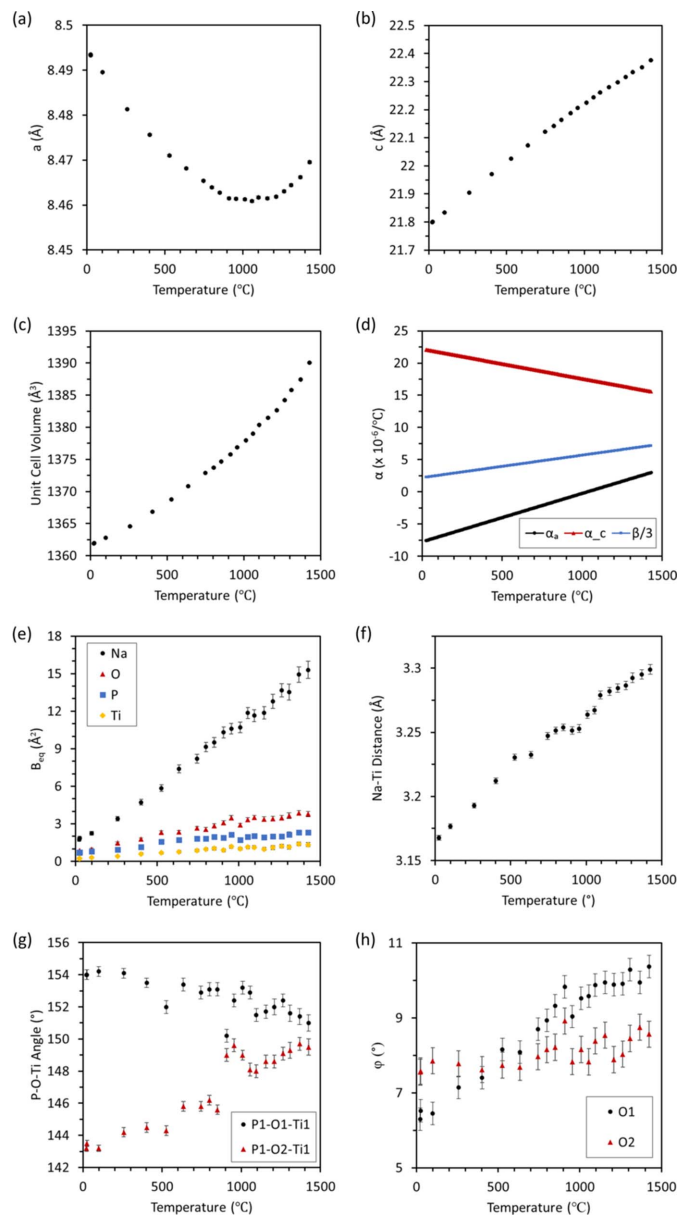 (a)
8.5
8.49
8.48
8.47
8.46
8.45
a (Å)
0
500
1000
1500
Temperature (°C)
(b)
22.5
22.4
22.3
22.2
22.1
22
21.9
21.8
21.7
c (Å)
0
500
1000
1500
Temperature (°C)
(c)
1395
1390
1385
1380
1375
1370
1365
1360
Unit Cell Volume (Å³)
0
500
1000
1500
Temperature (°C)
(d)
25
20
15
10
5
0
-5
-10
α (x 10⁻⁶/°C)
αₐ
α_c
β/3
0
500
1000
1500
Temperature (°C)
(e)
18
15
12
9
6
3
0
Beq (Å²)
Na
O
P
Ti
0
500
1000
1500
Temperature (°C)
(f)
3.3
3.25
3.2
3.15
Na-Ti Distance (Å)
0
500
1000
1500
Temperature (°)
(g)
156
154
152
150
148
146
144
142
P-O-Ti Angle (°)
P1-O1-Ti1
P1-O2-Ti1
0
500
1000
1500
Temperature (°C)
(h)
11
9
7
5
φ (°)
O1
O2
0
500
1000
1500
Temperature (°C)